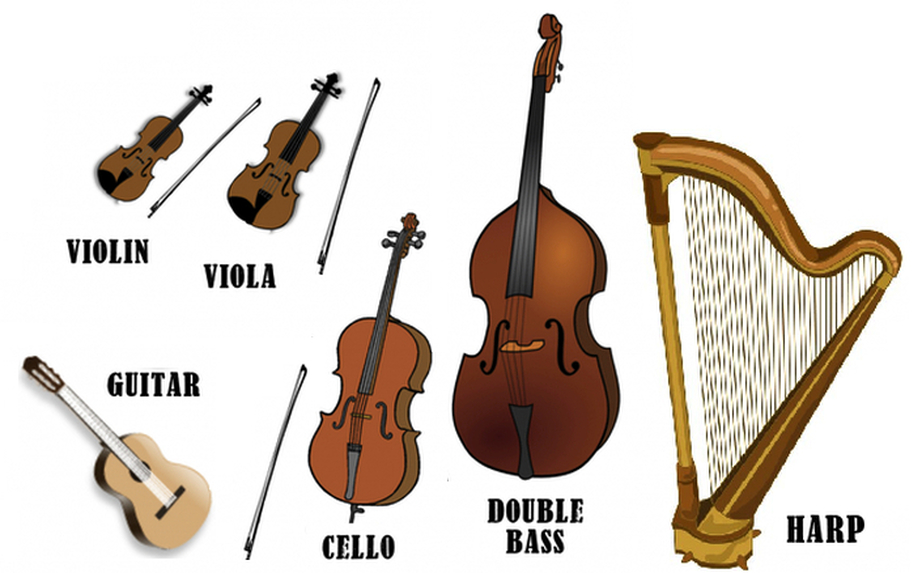 VIOLIN
VIOLA
GUITAR
CELLO
DOUBLE
BASS
HARP